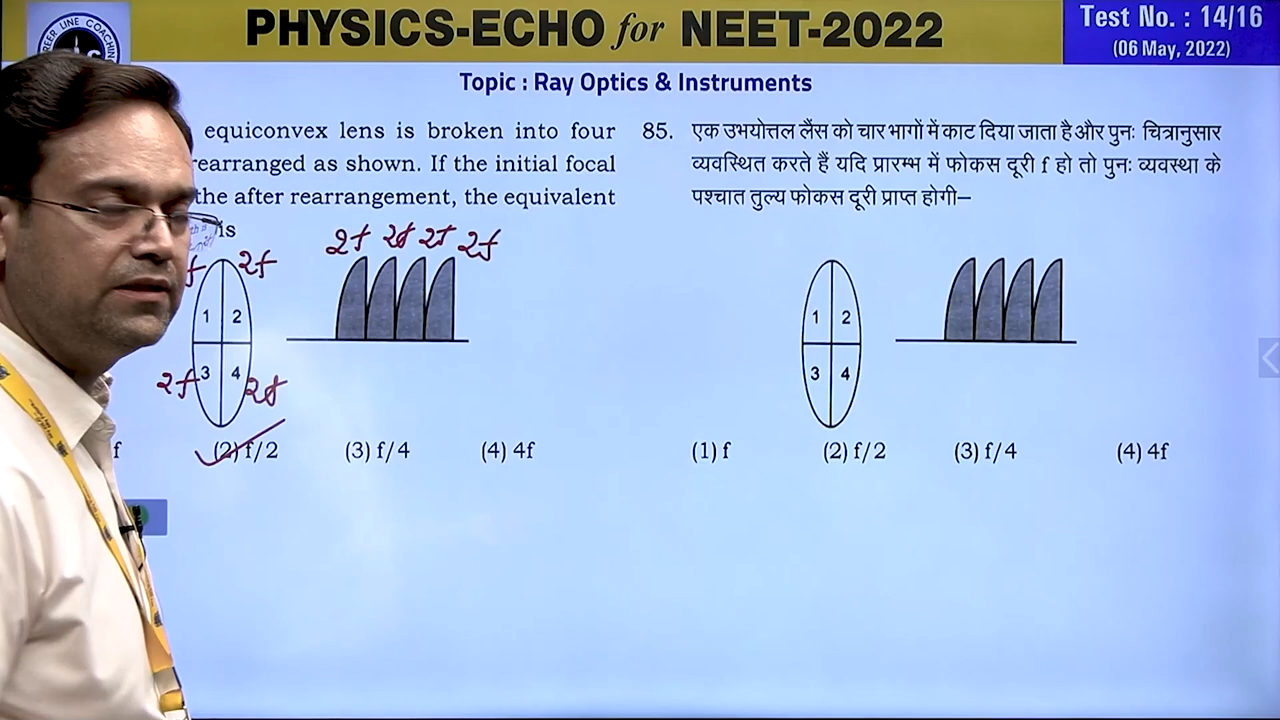 PHYSICS-ECHO for NEET-2022
Test No. : 14/16
(06 May, 2022)
Topic : Ray Optics & Instruments
equiconvex lens is broken into four
rearranged as shown. If the initial focal
the after rearrangement, the equivalent
is
2f 2f 2f 2f
f 2f
1 2
3 4
2f 2f
f (2) f/2 (3) f/4 (4) 4f
85. एक उभयोत्तल लैंस को चार भागों में काट दिया जाता है और पुनः चित्रानुसार
व्यवस्थित करते हैं यदि प्रारम्भ में फोकस दूरी f हो तो पुनः व्यवस्था के
पश्चात तुल्य फोकस दूरी प्राप्त होगी–
1 2
3 4
(1) f (2) f/2 (3) f/4 (4) 4f